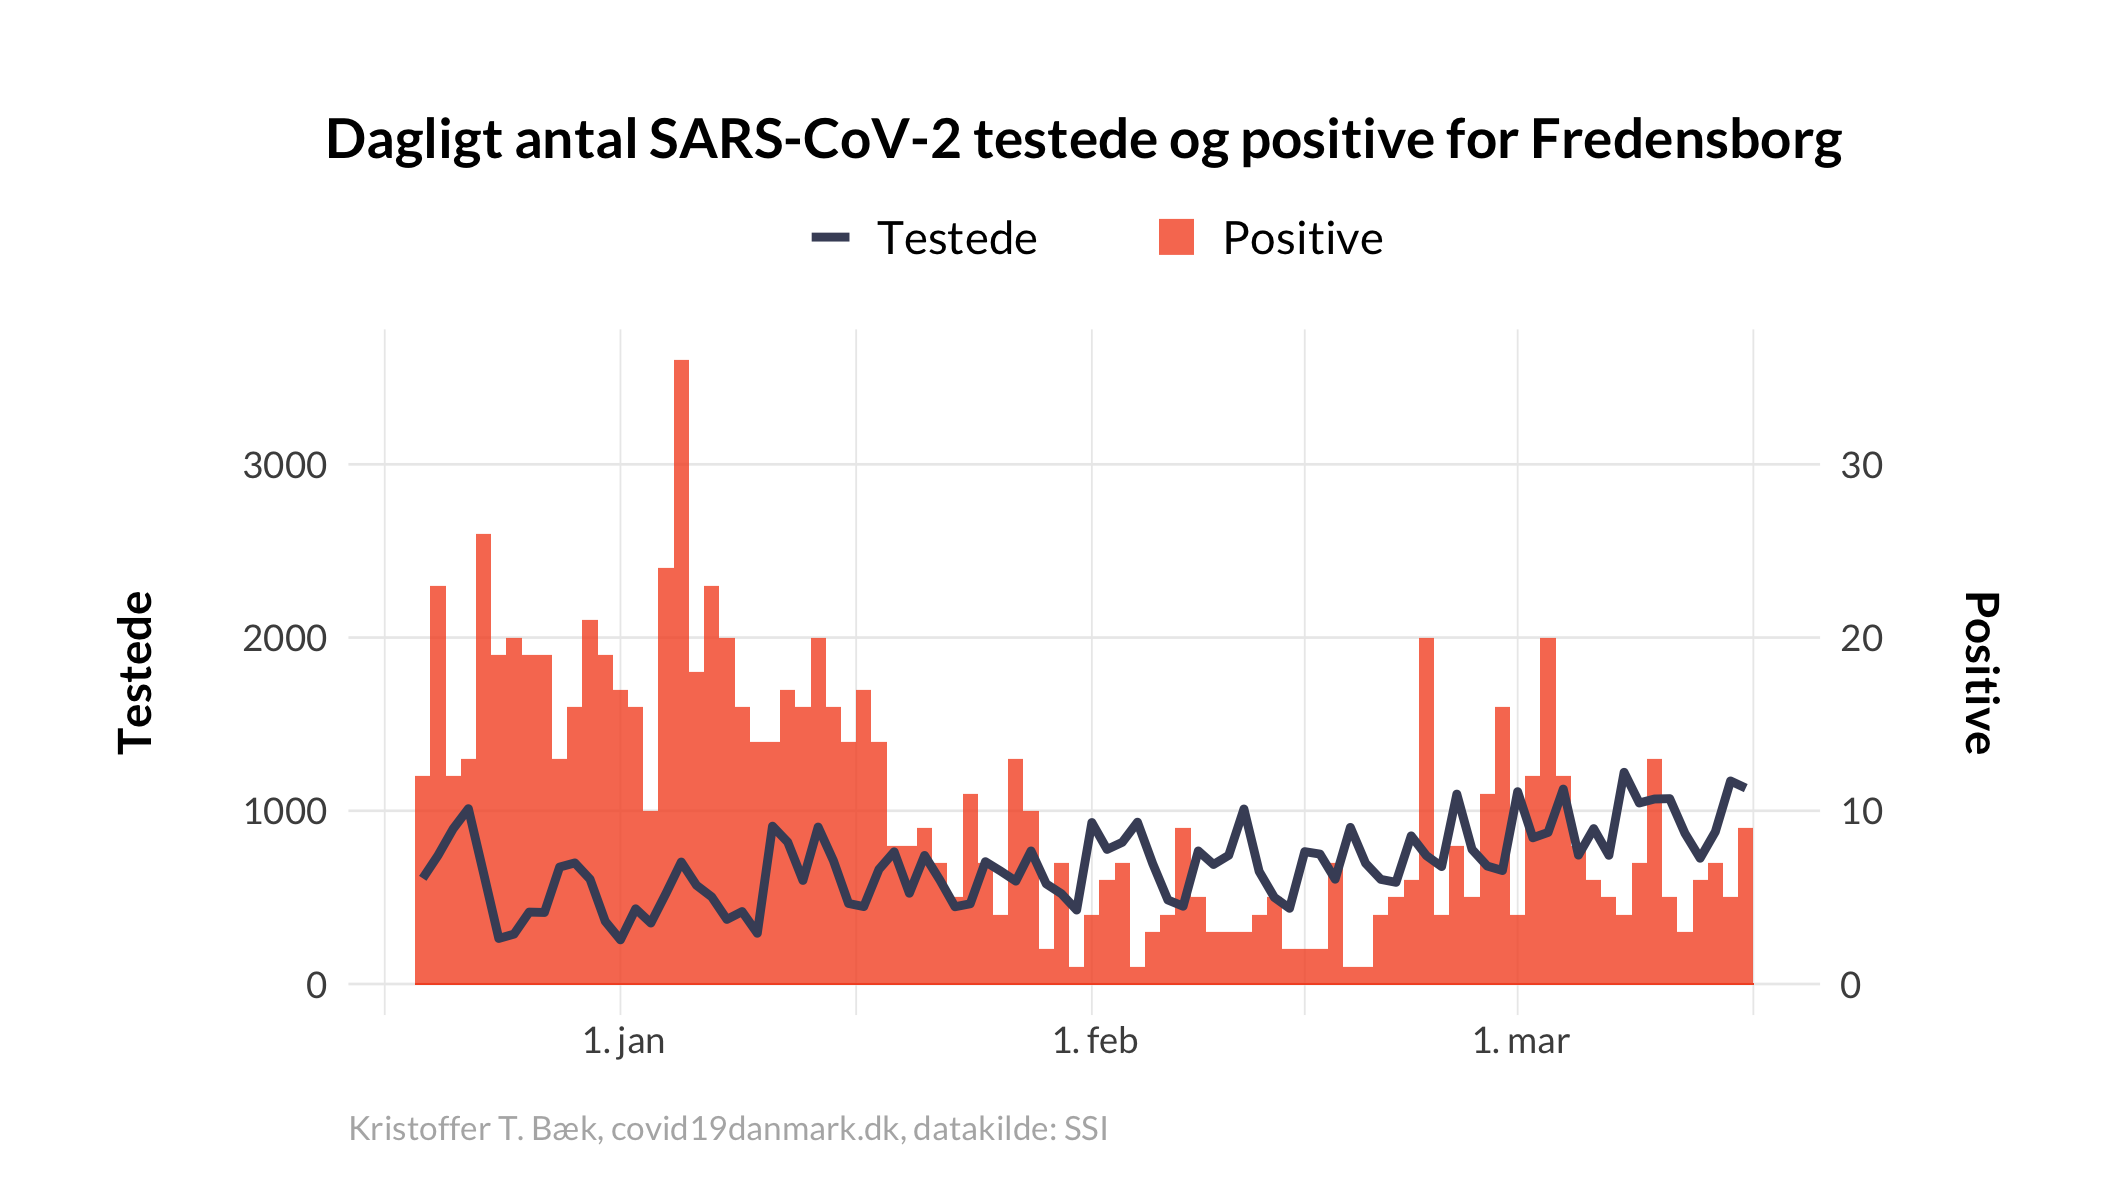 Dagligt antal SARS-CoV-2 testede og positive for Fredensborg
Testede
Positive
3000
2000
1000
0
30
20
10
0
Testede
Positive
1. jan
1. feb
1. mar
Kristoffer T. Bæk, covid19danmark.dk, datakilde: SSI